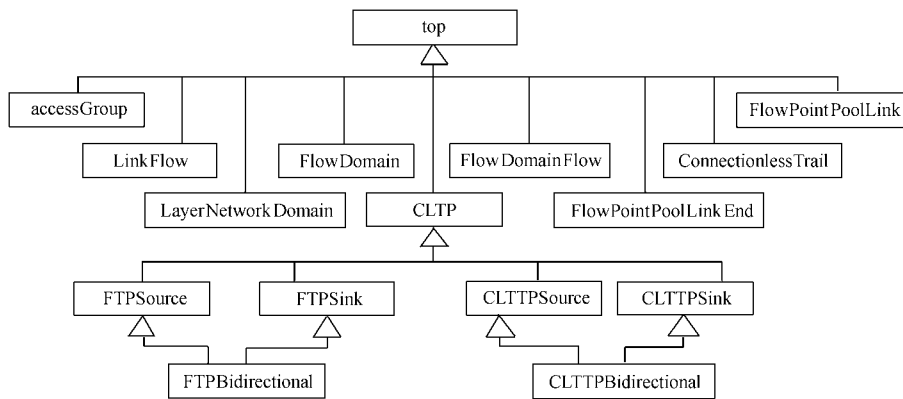 top
accessGroup
FlowPointPoolLink
LinkFlow
FlowDomain
FlowDomainFlow
ConnectionlessTrail
LayerNetworkDomain
CLTP
FlowPointPoolLinkEnd
FTPSource
FTPSink
CLTTPSource
CLTTPSink
FTPBidirectional
CLTTPBidirectional